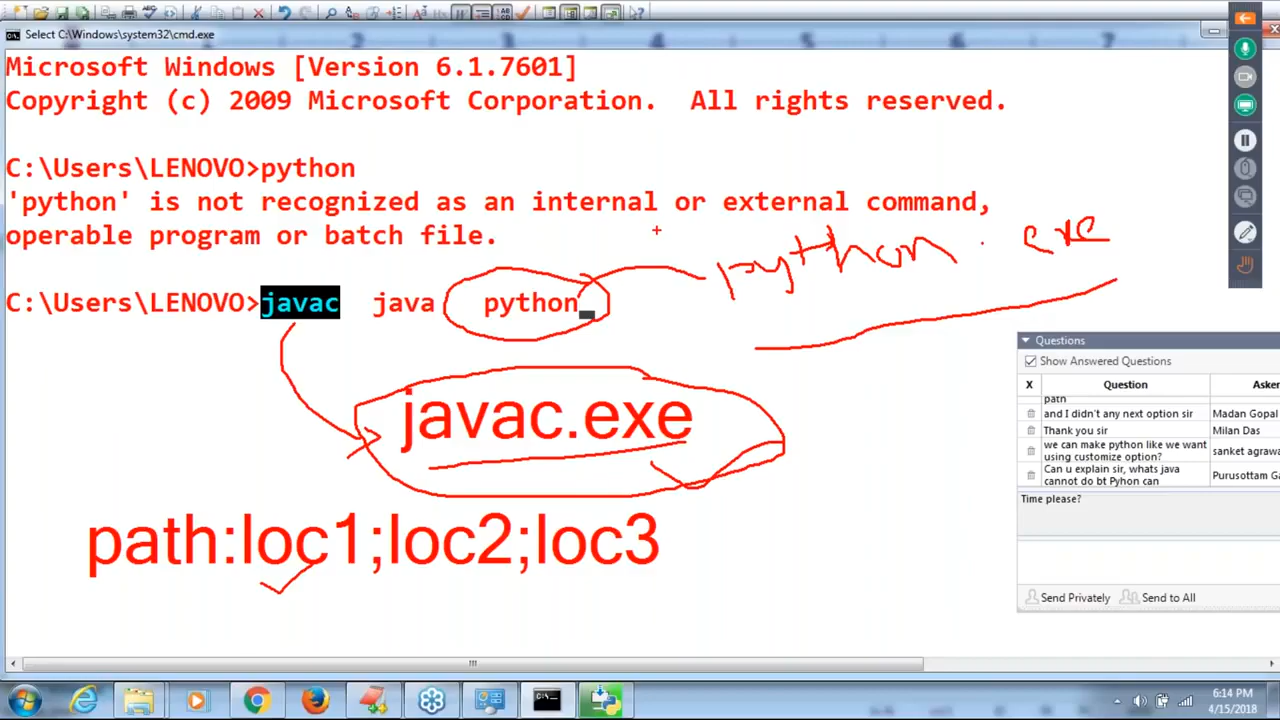 Select C:\Windows\system32\cmd.exe
Microsoft Windows [Version 6.1.7601]
Copyright (c) 2009 Microsoft Corporation.  All rights reserved.
C:\Users\LENOVO>python
'python' is not recognized as an internal or external command,
operable program or batch file.
python . exe
C:\Users\LENOVO>javac  java  python
javac.exe
path:loc1;loc2;loc3
Questions
Show Answered Questions
X Question Asker
path
and I didn't any next option sir Madan Gopal
Thank you sir Milan Das
we can make python like we want
using customize option? sanket agrawa
Can u explain sir, whats java
cannot do bt Pyhon can Purusottam Ga
Time please?
Send Privately Send to All
6:14 PM
4/15/2018